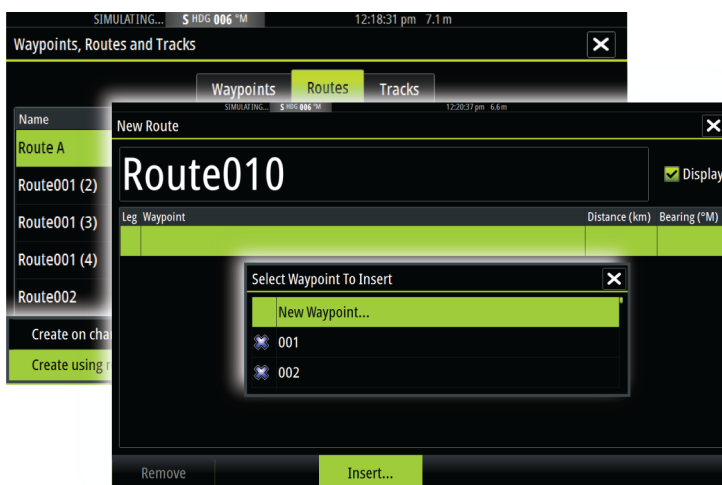 SIMULATING... S HDG 006 °M 12:18:31 pm 7.1 m
Waypoints, Routes and Tracks
Waypoints Routes Tracks
Name
Route A
Route001 (2)
Route001 (3)
Route001 (4)
Route002
Create on cha
Create using r
SIMULATING... S HDG 006 °M 12:20:37 pm 6.6 m
New Route
Route010
Display
Leg Waypoint Distance (km) Bearing (°M)
Select Waypoint To Insert
New Waypoint...
001
002
Remove Insert...